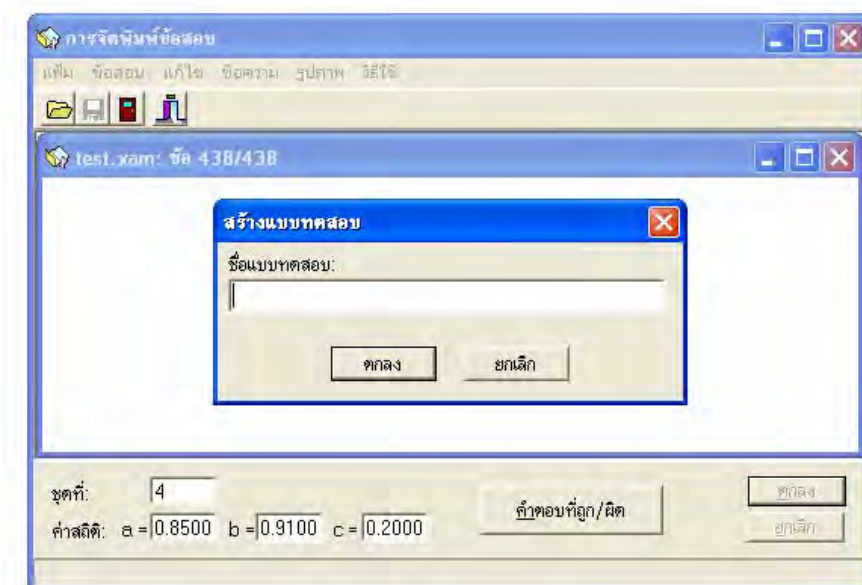 การจัดพิมพ์ข้อสอบ
แฟ้ม ข้อสอบ แก้ไข ข้อความ รูปภาพ วิธีใช้
test.xam: ข้อ 438/438
สร้างแบบทดสอบ
ชื่อแบบทดสอบ:
ตกลง ยกเลิก
ชุดที่: 4
คำตอบที่ถูก/ผิด
ตกลง
ค่าสถิติ: a = 0.8500 b = 0.9100 c = 0.2000
ยกเลิก